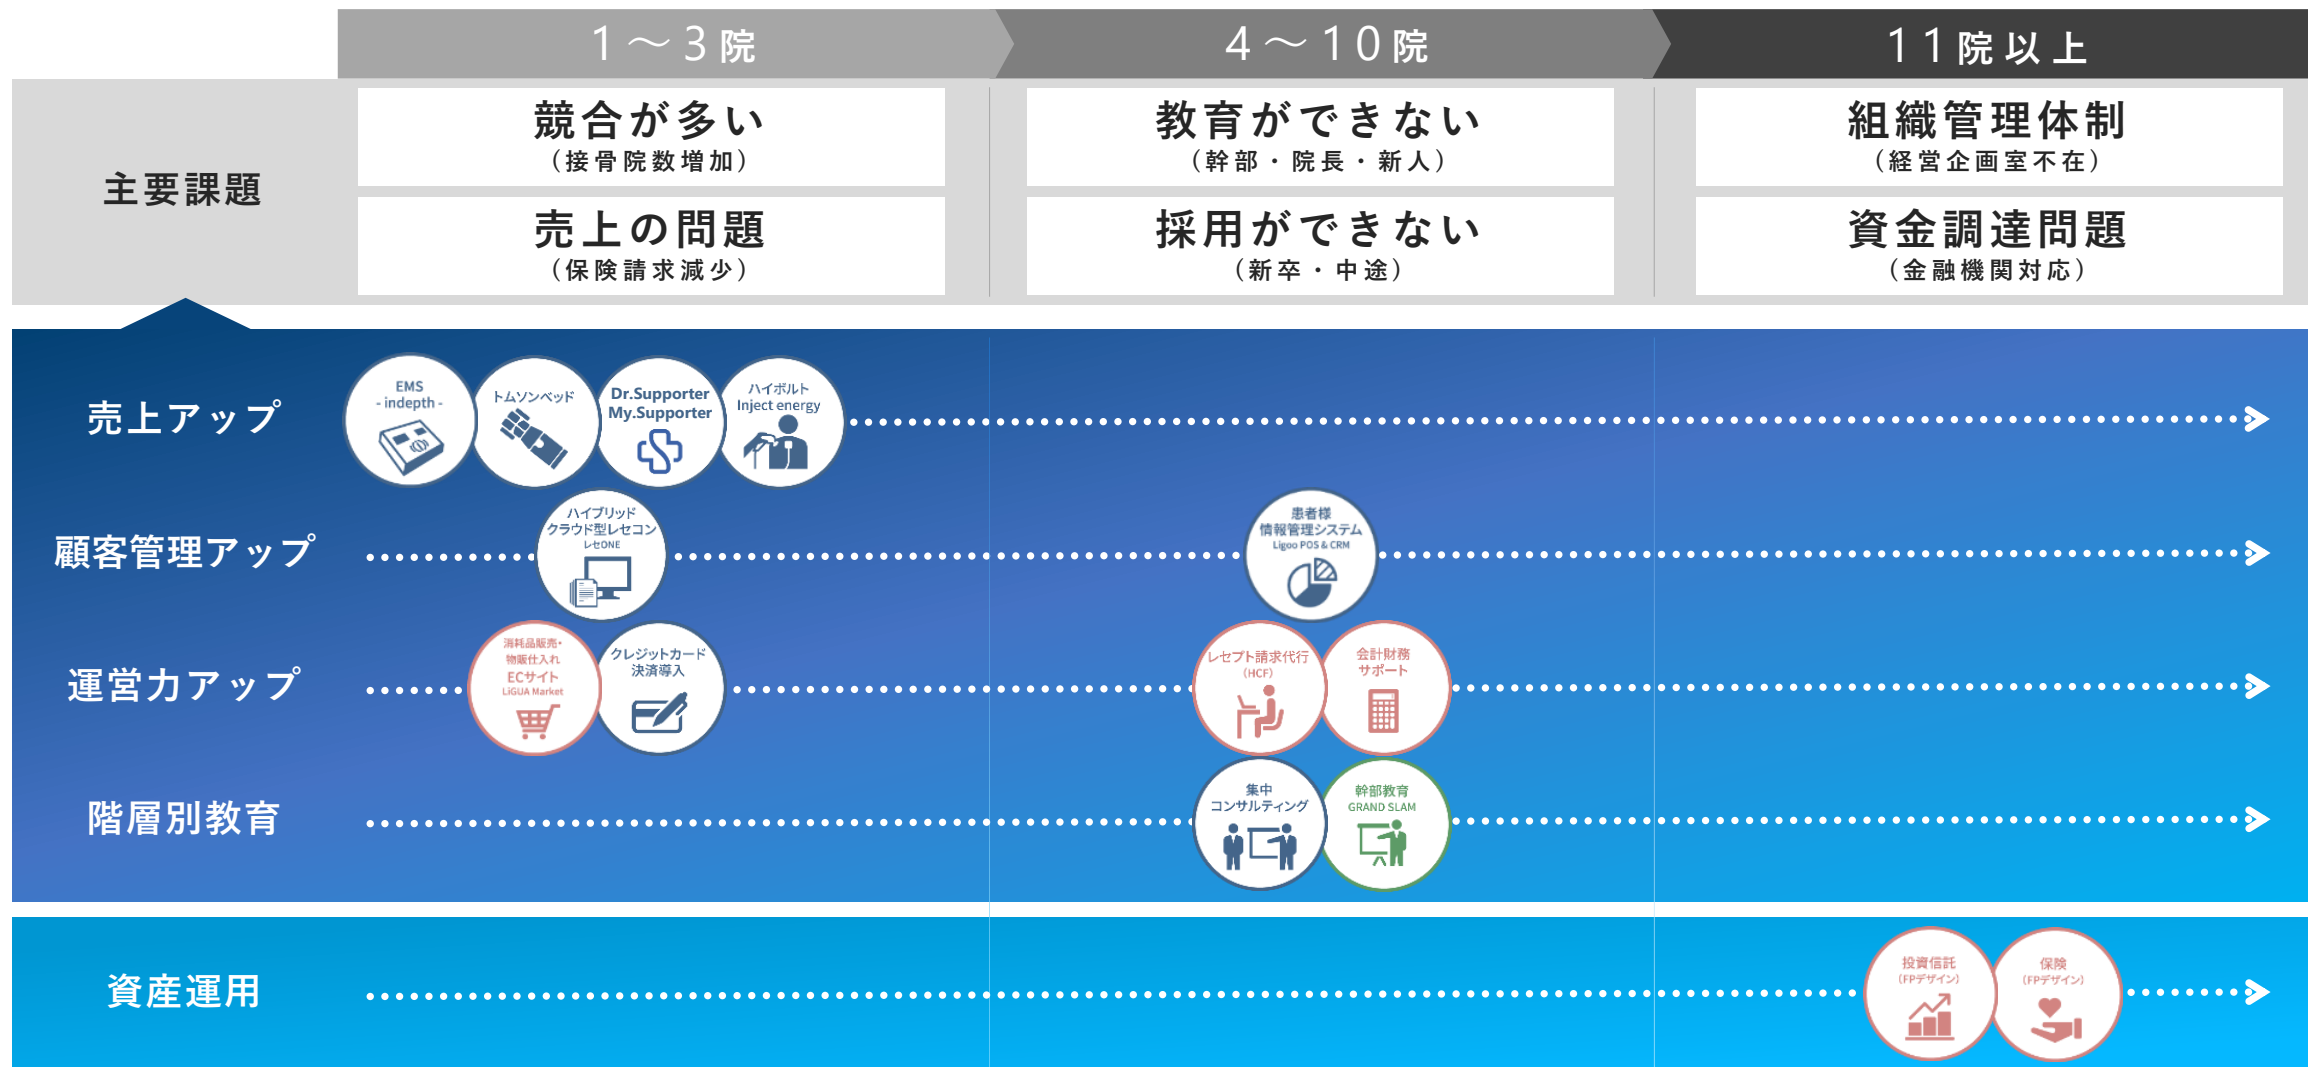 1～3院
4～10院
11院以上
主要課題
競合が多い
（接骨院数増加）
売上の問題
（保険請求減少）
教育ができない
（幹部・院長・新人）
採用ができない
（新卒・中途）
組織管理体制
（経営企画室不在）
資金調達問題
（金融機関対応）
売上アップ
EMS
- indepth -
トムソンベッド
Dr.Supporter
My.Supporter
ハイボルト
Inject energy
顧客管理アップ
ハイブリッド
クラウド型レセコン
レセONE
患者様
情報管理システム
Ligoo POS & CRM
運営力アップ
消耗品販売・
物販仕入れ
ECサイト
LiGUA Market
クレジットカード
決済導入
レセプト請求代行
（HCF）
会計財務
サポート
階層別教育
集中
コンサルティング
幹部教育
GRAND SLAM
資産運用
投資信託
（FPデザイン）
保険
（FPデザイン）